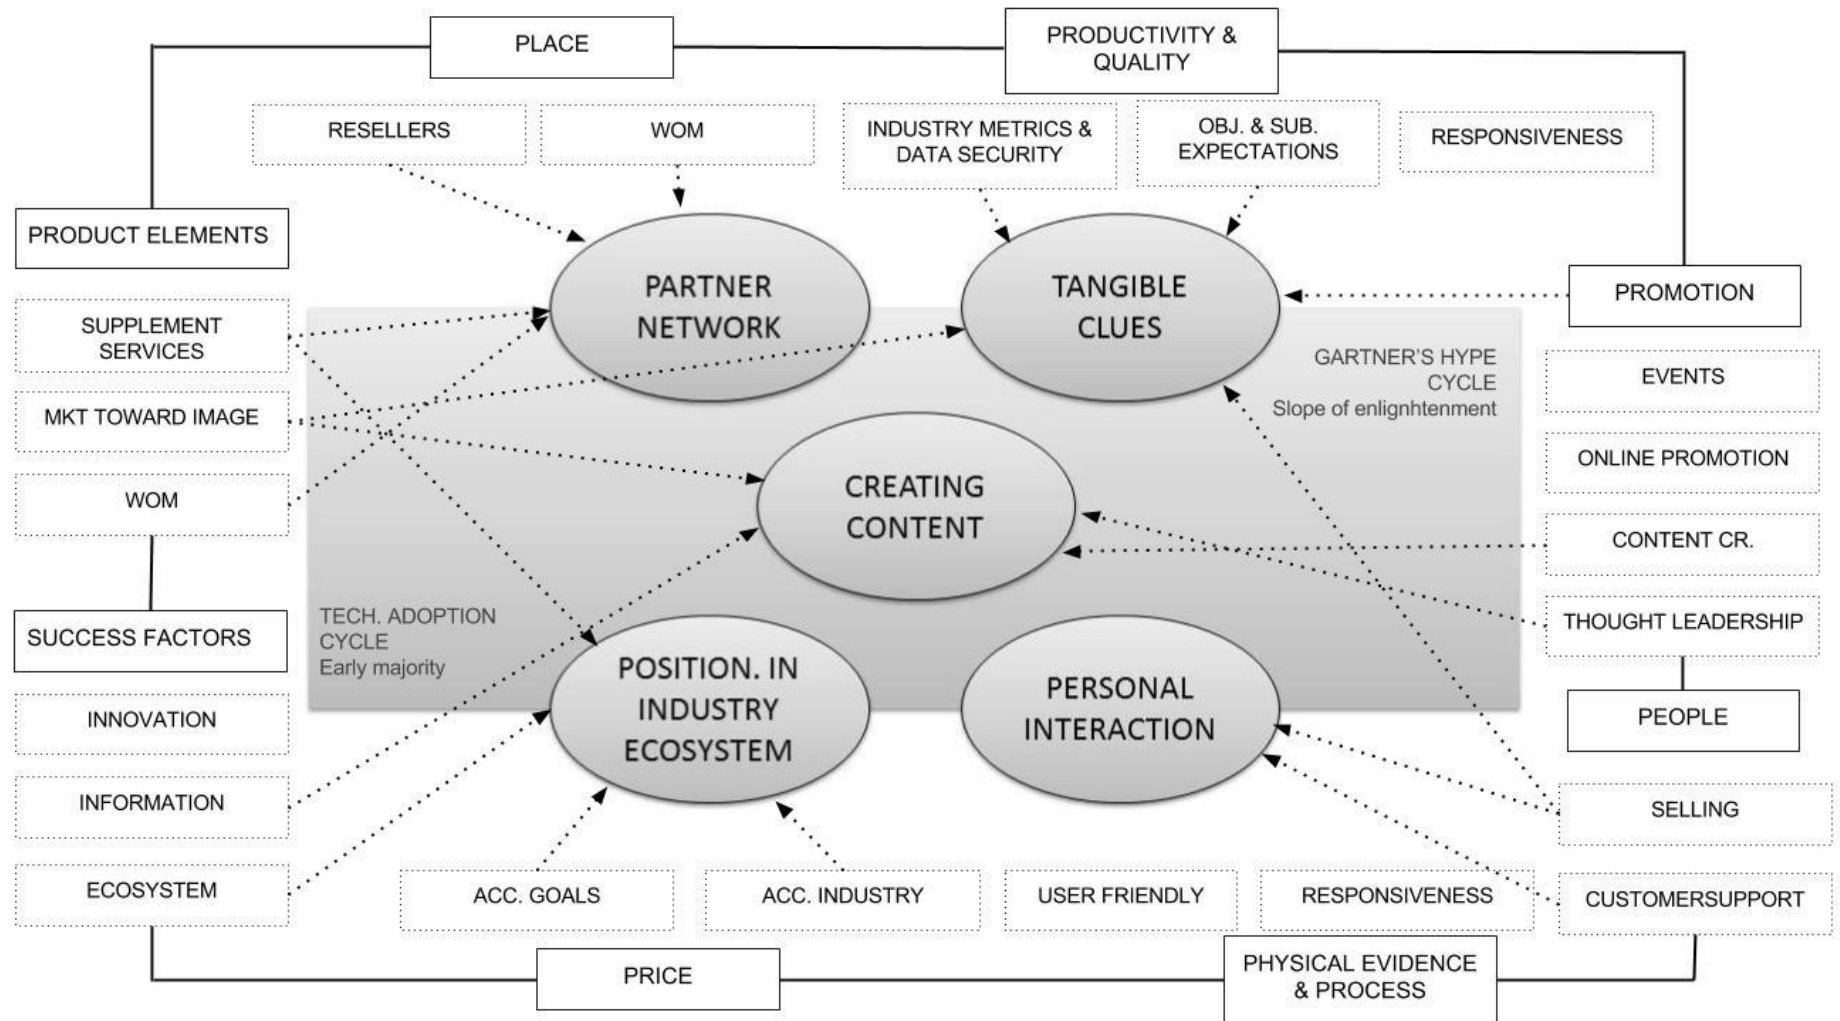 PLACE
PRODUCTIVITY &
QUALITY
RESELLERS
WOM
INDUSTRY METRICS &
DATA SECURITY
OBJ. & SUB.
EXPECTATIONS
RESPONSIVENESS
PRODUCT ELEMENTS
PARTNER
NETWORK
TANGIBLE
CLUES
PROMOTION
SUPPLEMENT
SERVICES
GARTNER'S HYPE
CYCLE
Slope of enlignhtenment
EVENTS
MKT TOWARD IMAGE
ONLINE PROMOTION
WOM
CREATING
CONTENT
CONTENT CR.
TECH. ADOPTION
CYCLE
Early majority
THOUGHT LEADERSHIP
SUCCESS FACTORS
POSITION. IN
INDUSTRY
ECOSYSTEM
PERSONAL
INTERACTION
PEOPLE
INNOVATION
INFORMATION
SELLING
ECOSYSTEM
ACC. GOALS
ACC. INDUSTRY
USER FRIENDLY
RESPONSIVENESS
CUSTOMERSUPPORT
PRICE
PHYSICAL EVIDENCE
& PROCESS